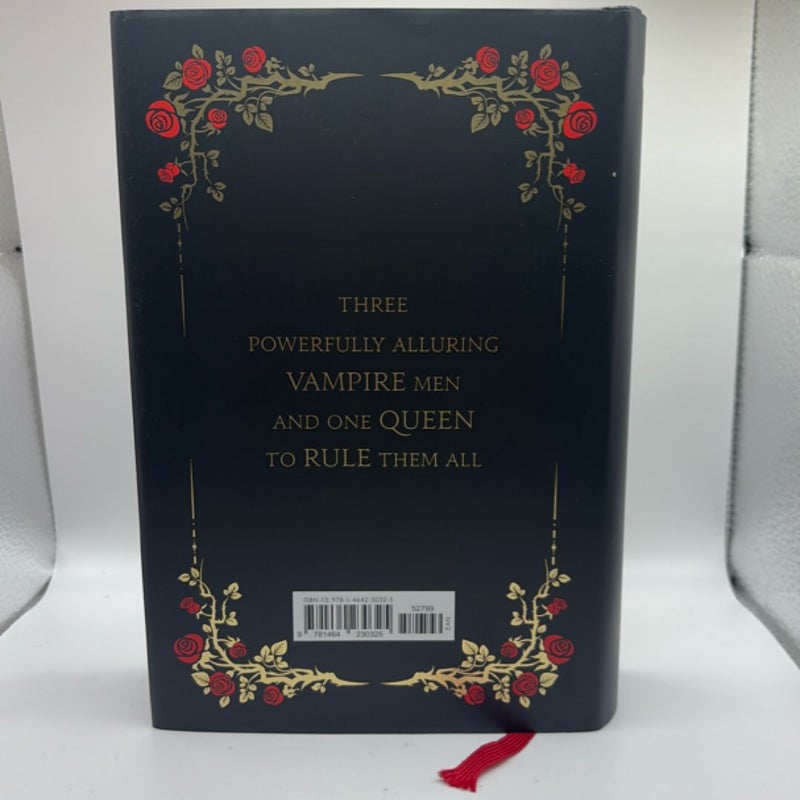 THREE
POWERFULLY ALLURING
VAMPIRE MEN
AND ONE QUEEN
TO RULE THEM ALL
ISBN-13: 978-1-4642-3032-5
52799
EAN
9 781464 230325